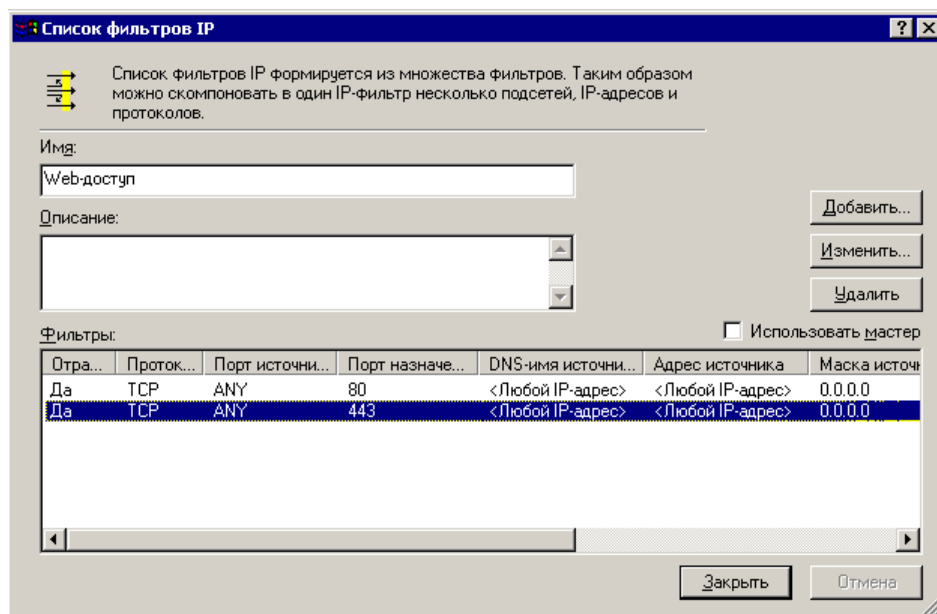 Список фильтров IP
Список фильтров IP формируется из множества фильтров. Таким образом
можно скомпоновать в один IP-фильтр несколько подсетей, IP-адресов и
протоколов.
Имя:
Web-доступ
Добавить...
Описание:
Изменить...
Удалить
Фильтры:
Использовать мастер
Отра... Проток... Порт источни... Порт назначе... DNS-имя источни... Адрес источника Маска источн
Да TCP ANY 80 <Любой IP-адрес> <Любой IP-адрес> 0.0.0.0
Да TCP ANY 443 <Любой IP-адрес> <Любой IP-адрес> 0.0.0.0
Закрыть Отмена